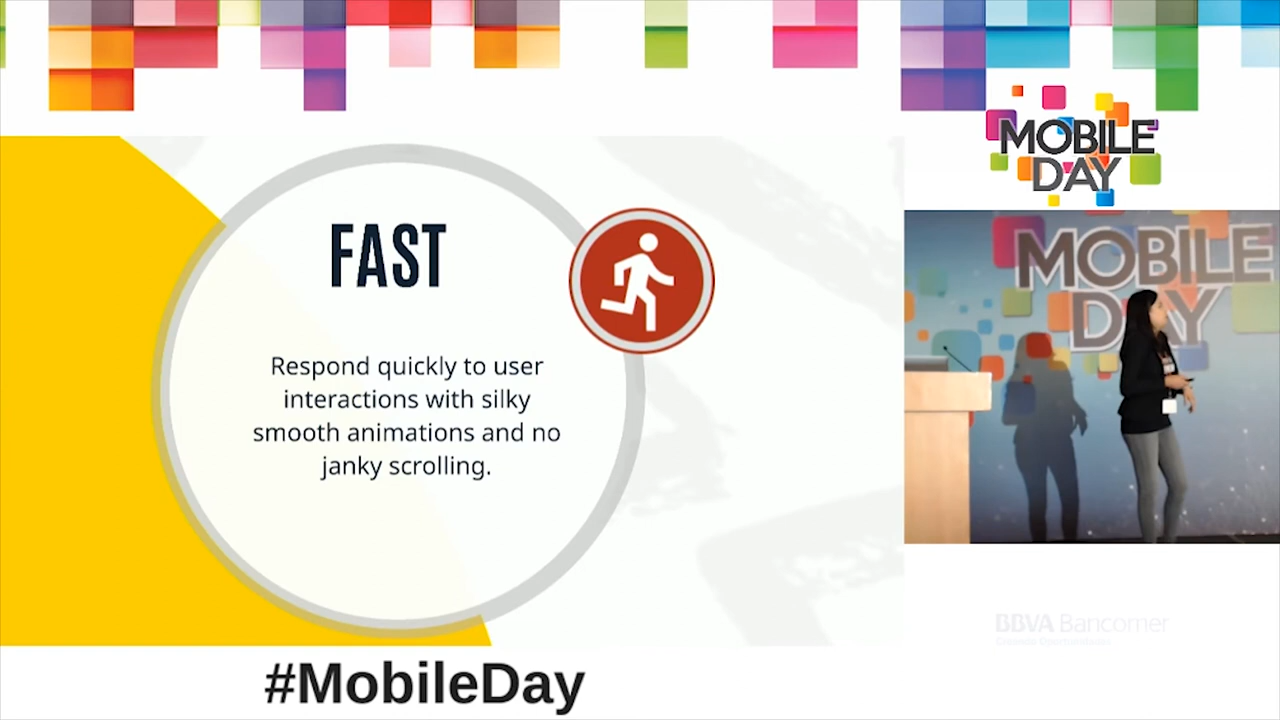 MOBILE
DAY
FAST
Respond quickly to user
interactions with silky
smooth animations and no
janky scrolling.
MOBILE
DAY
BBVA Bancomer
#MobileDay